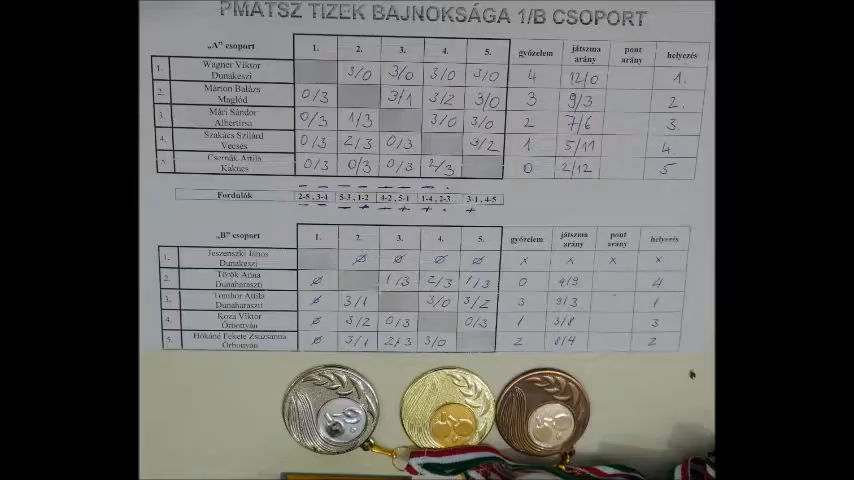 PMATSZ TIZEK BAJNOKSÁGA 1/B CSOPORT
„A” csoport 1. 2. 3. 4. 5. győzelem játszma arány pont arány helyezés
1. Wagner Viktor Dunakeszi 3/0 3/0 3/0 3/0 4 12/0 1.
2. Márton Balázs Maglód 0/3 3/1 3/2 3/0 3 9/3 2.
3. Mári Sándor Albertirsa 0/3 1/3 3/0 3/0 2 7/6 3.
4. Szakács Szilárd Vecsés 0/3 2/3 0/3 3/2 1 5/11 4.
5. Csernák Attila Kakucs 0/3 0/3 0/3 2/3 0 2/12 5
Fordulók 2-5 , 3-4 5-3 , 1-2 4-2 , 5-1 1-4 , 2-3 3-1 , 4-5
„B” csoport 1. 2. 3. 4. 5. győzelem játszma arány pont arány helyezés
1. Jeszenszki János Dunakeszi ø ø ø ø x x x x
2. Török Anna Dunaharaszti ø 1/3 2/3 1/3 0 4/9 4
3. Tombor Attila Dunaharaszti ø 3/1 3/0 3/2 3 9/3 1
4. Koza Viktor Őrbottyán ø 3/2 0/3 0/3 1 3/8 3
5. Fekete Zsuzsanna Őrbottyán ø 3/1 2/3 3/0 2 8/4 2